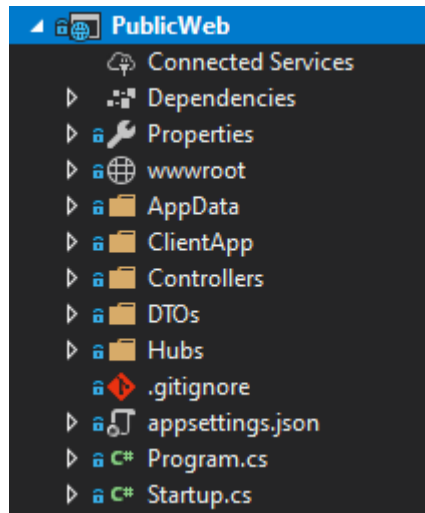 PublicWeb
Connected Services
Dependencies
Properties
wwwroot
AppData
ClientApp
Controllers
DTOs
Hubs
.gitignore
appsettings.json
C# Program.cs
C# Startup.cs